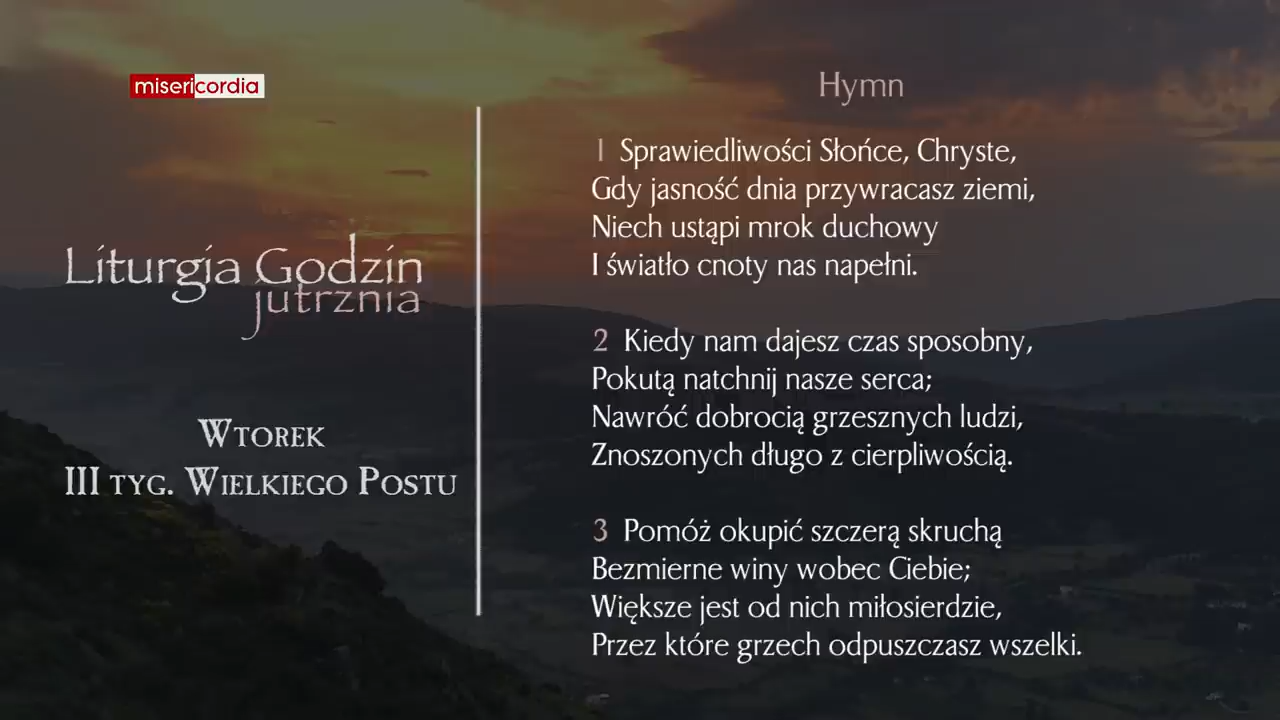 misericordia
Liturgia Godzin
jutrznia
Wtorek
III tyg. Wielkiego Postu
Hymn
1 Sprawiedliwości Słońce, Chryste,
Gdy jasność dnia przywracasz ziemi,
Niech ustąpi mrok duchowy
I światło cnoty nas napełni.
2 Kiedy nam dajesz czas sposobny,
Pokutą natchnij nasze serca;
Nawróć dobrocią grzesznych ludzi,
Znoszonych długo z cierpliwością.
3 Pomóż okupić szczerą skruchą
Bezmierne winy wobec Ciebie;
Większe jest od nich miłosierdzie,
Przez które grzech odpuszczasz wszelki.